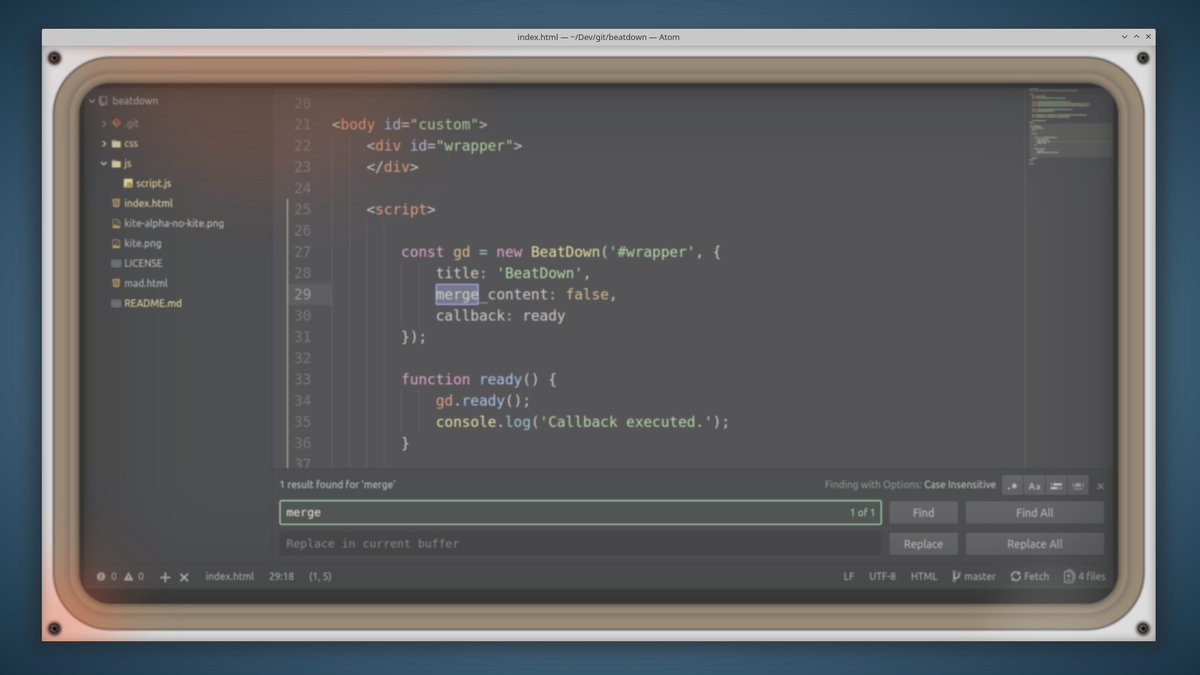 index.html — ~/Dev/git/beatdown — Atom
beatdown
.git
css
js
script.js
index.html
kite-alpha-no-kite.png
kite.png
LICENSE
mad.html
README.md
20
21 <body id="custom">
22 <div id="wrapper">
23 </div>
24
25 <script>
26
27 const gd = new BeatDown('#wrapper', {
28 title: 'BeatDown',
29 merge_content: false,
30 callback: ready
31 });
32
33 function ready() {
34 gd.ready();
35 console.log('Callback executed.');
36 }
37
1 result found for 'merge'
Finding with Options: Case Insensitive
.* Aa
merge 1 of 1
Find Find All
Replace in current buffer
Replace Replace All
0 0 index.html 29:18 (1, 5)
LF UTF-8 HTML master Fetch 4 files